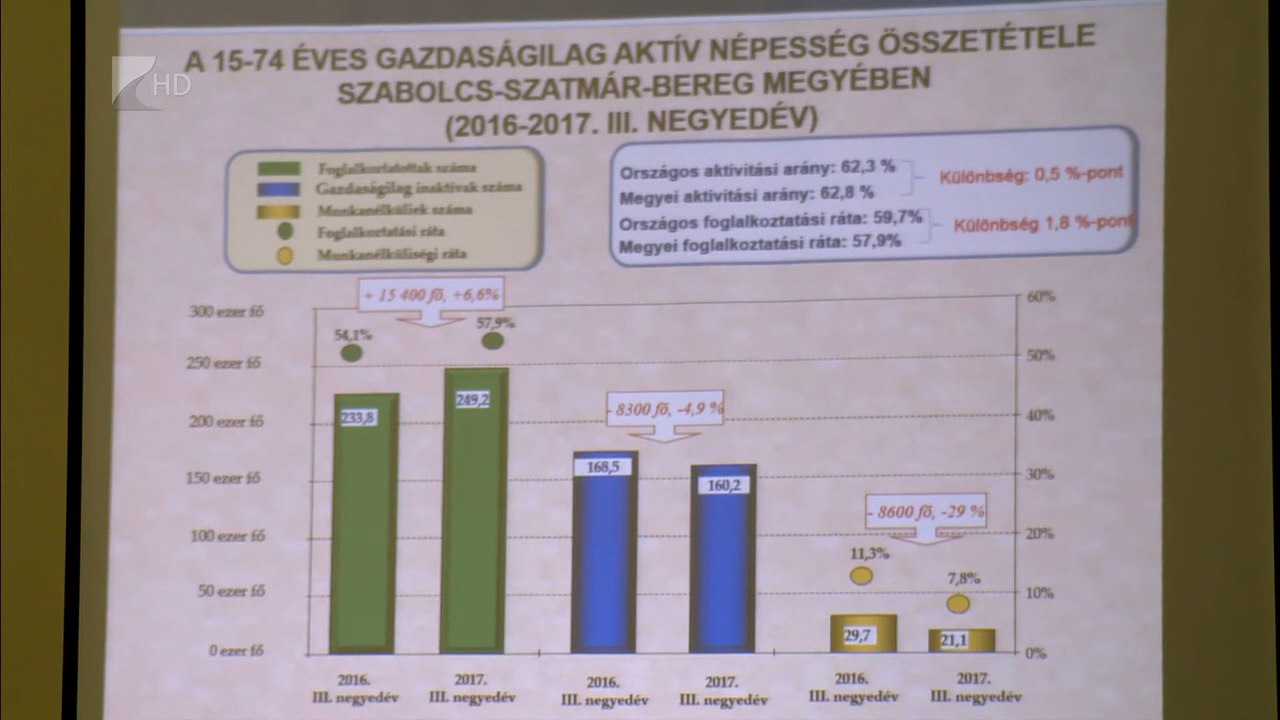 A 15-74 ÉVES GAZDASÁGILAG AKTÍV NÉPESSÉG ÖSSZETÉTELE
SZABOLCS-SZATMÁR-BEREG MEGYÉBEN
(2016-2017. III. NEGYEDÉV)
HD
Foglalkoztatottak száma
Gazdaságilag inaktívak száma
Munkanélküliek száma
Foglalkoztatási ráta
Munkanélküliségi ráta
Országos aktivitási arány: 62,3 %
Megyei aktivitási arány: 62,8 %
Különbség: 0,5 %-pont
Országos foglalkoztatási ráta: 59,7%
Megyei foglalkoztatási ráta: 57,9%
Különbség 1,8 %-pont
+ 15 400 fő, +6,6%
- 8300 fő, -4,9 %
- 8600 fő, -29 %
300 ezer fő
250 ezer fő
200 ezer fő
150 ezer fő
100 ezer fő
50 ezer fő
0 ezer fő
54,1%
57,9%
233,8
249,2
168,5
160,2
11,3%
7,8%
29,7
21,1
60%
50%
40%
30%
20%
10%
0%
2016.
III. negyedév
2017.
III. negyedév
2016.
III. negyedév
2017.
III. negyedév
2016.
III. negyedév
2017.
III. negyedév